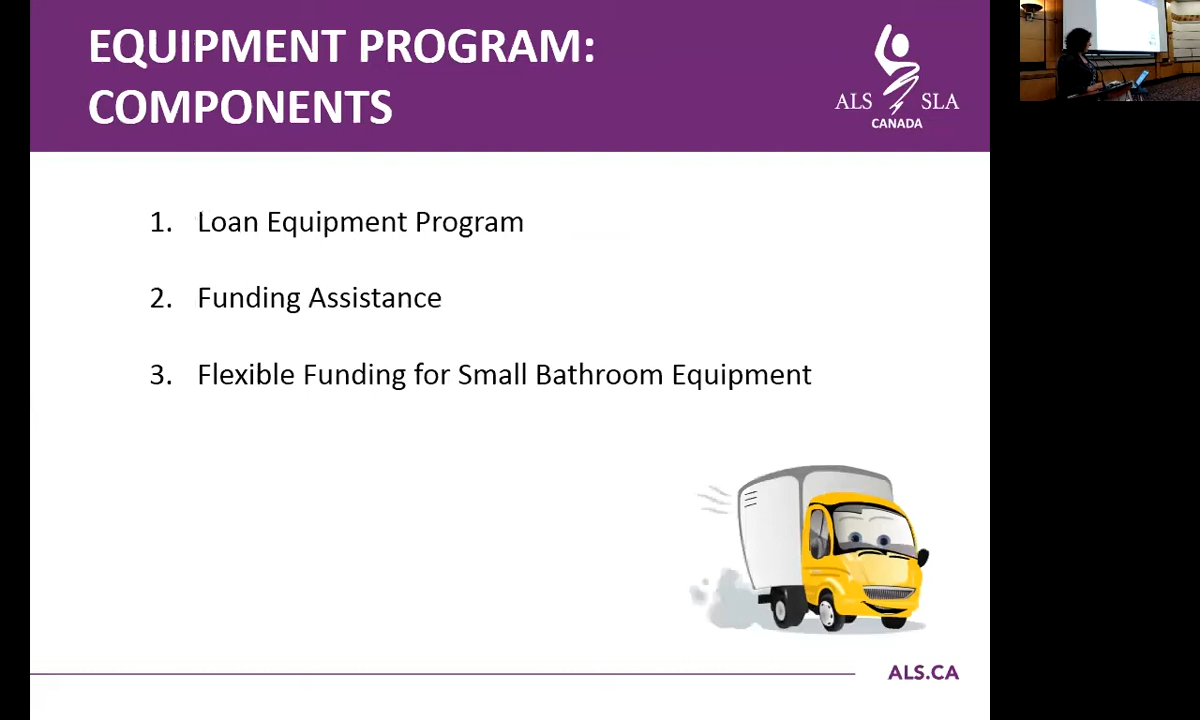 EQUIPMENT PROGRAM:
COMPONENTS
ALS SLA
CANADA
1. Loan Equipment Program
2. Funding Assistance
3. Flexible Funding for Small Bathroom Equipment
ALS.CA